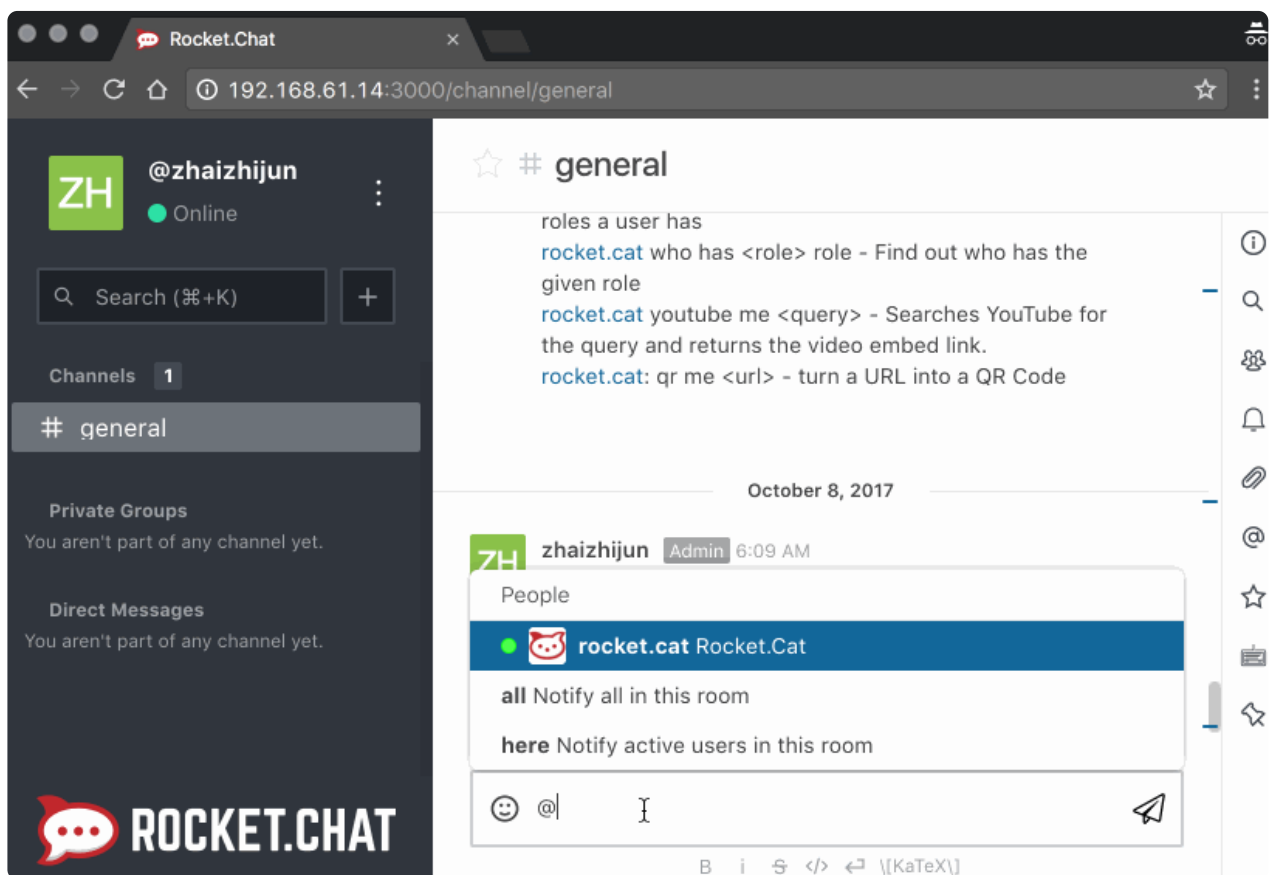 Rocket.Chat
192.168.61.14:3000/channel/general
ZH
@zhaizhijun
Online
Search (⌘+K)
Channels 1
# general
Private Groups
You aren't part of any channel yet.
Direct Messages
You aren't part of any channel yet.
ROCKET.CHAT
# general
roles a user has
rocket.cat who has <role> role - Find out who has the
given role
rocket.cat youtube me <query> - Searches YouTube for
the query and returns the video embed link.
rocket.cat: qr me <url> - turn a URL into a QR Code
October 8, 2017
ZH
zhaizhijun Admin 6:09 AM
People
rocket.cat Rocket.Cat
all Notify all in this room
here Notify active users in this room
@
B i S </> ↵ \[KaTeX\]